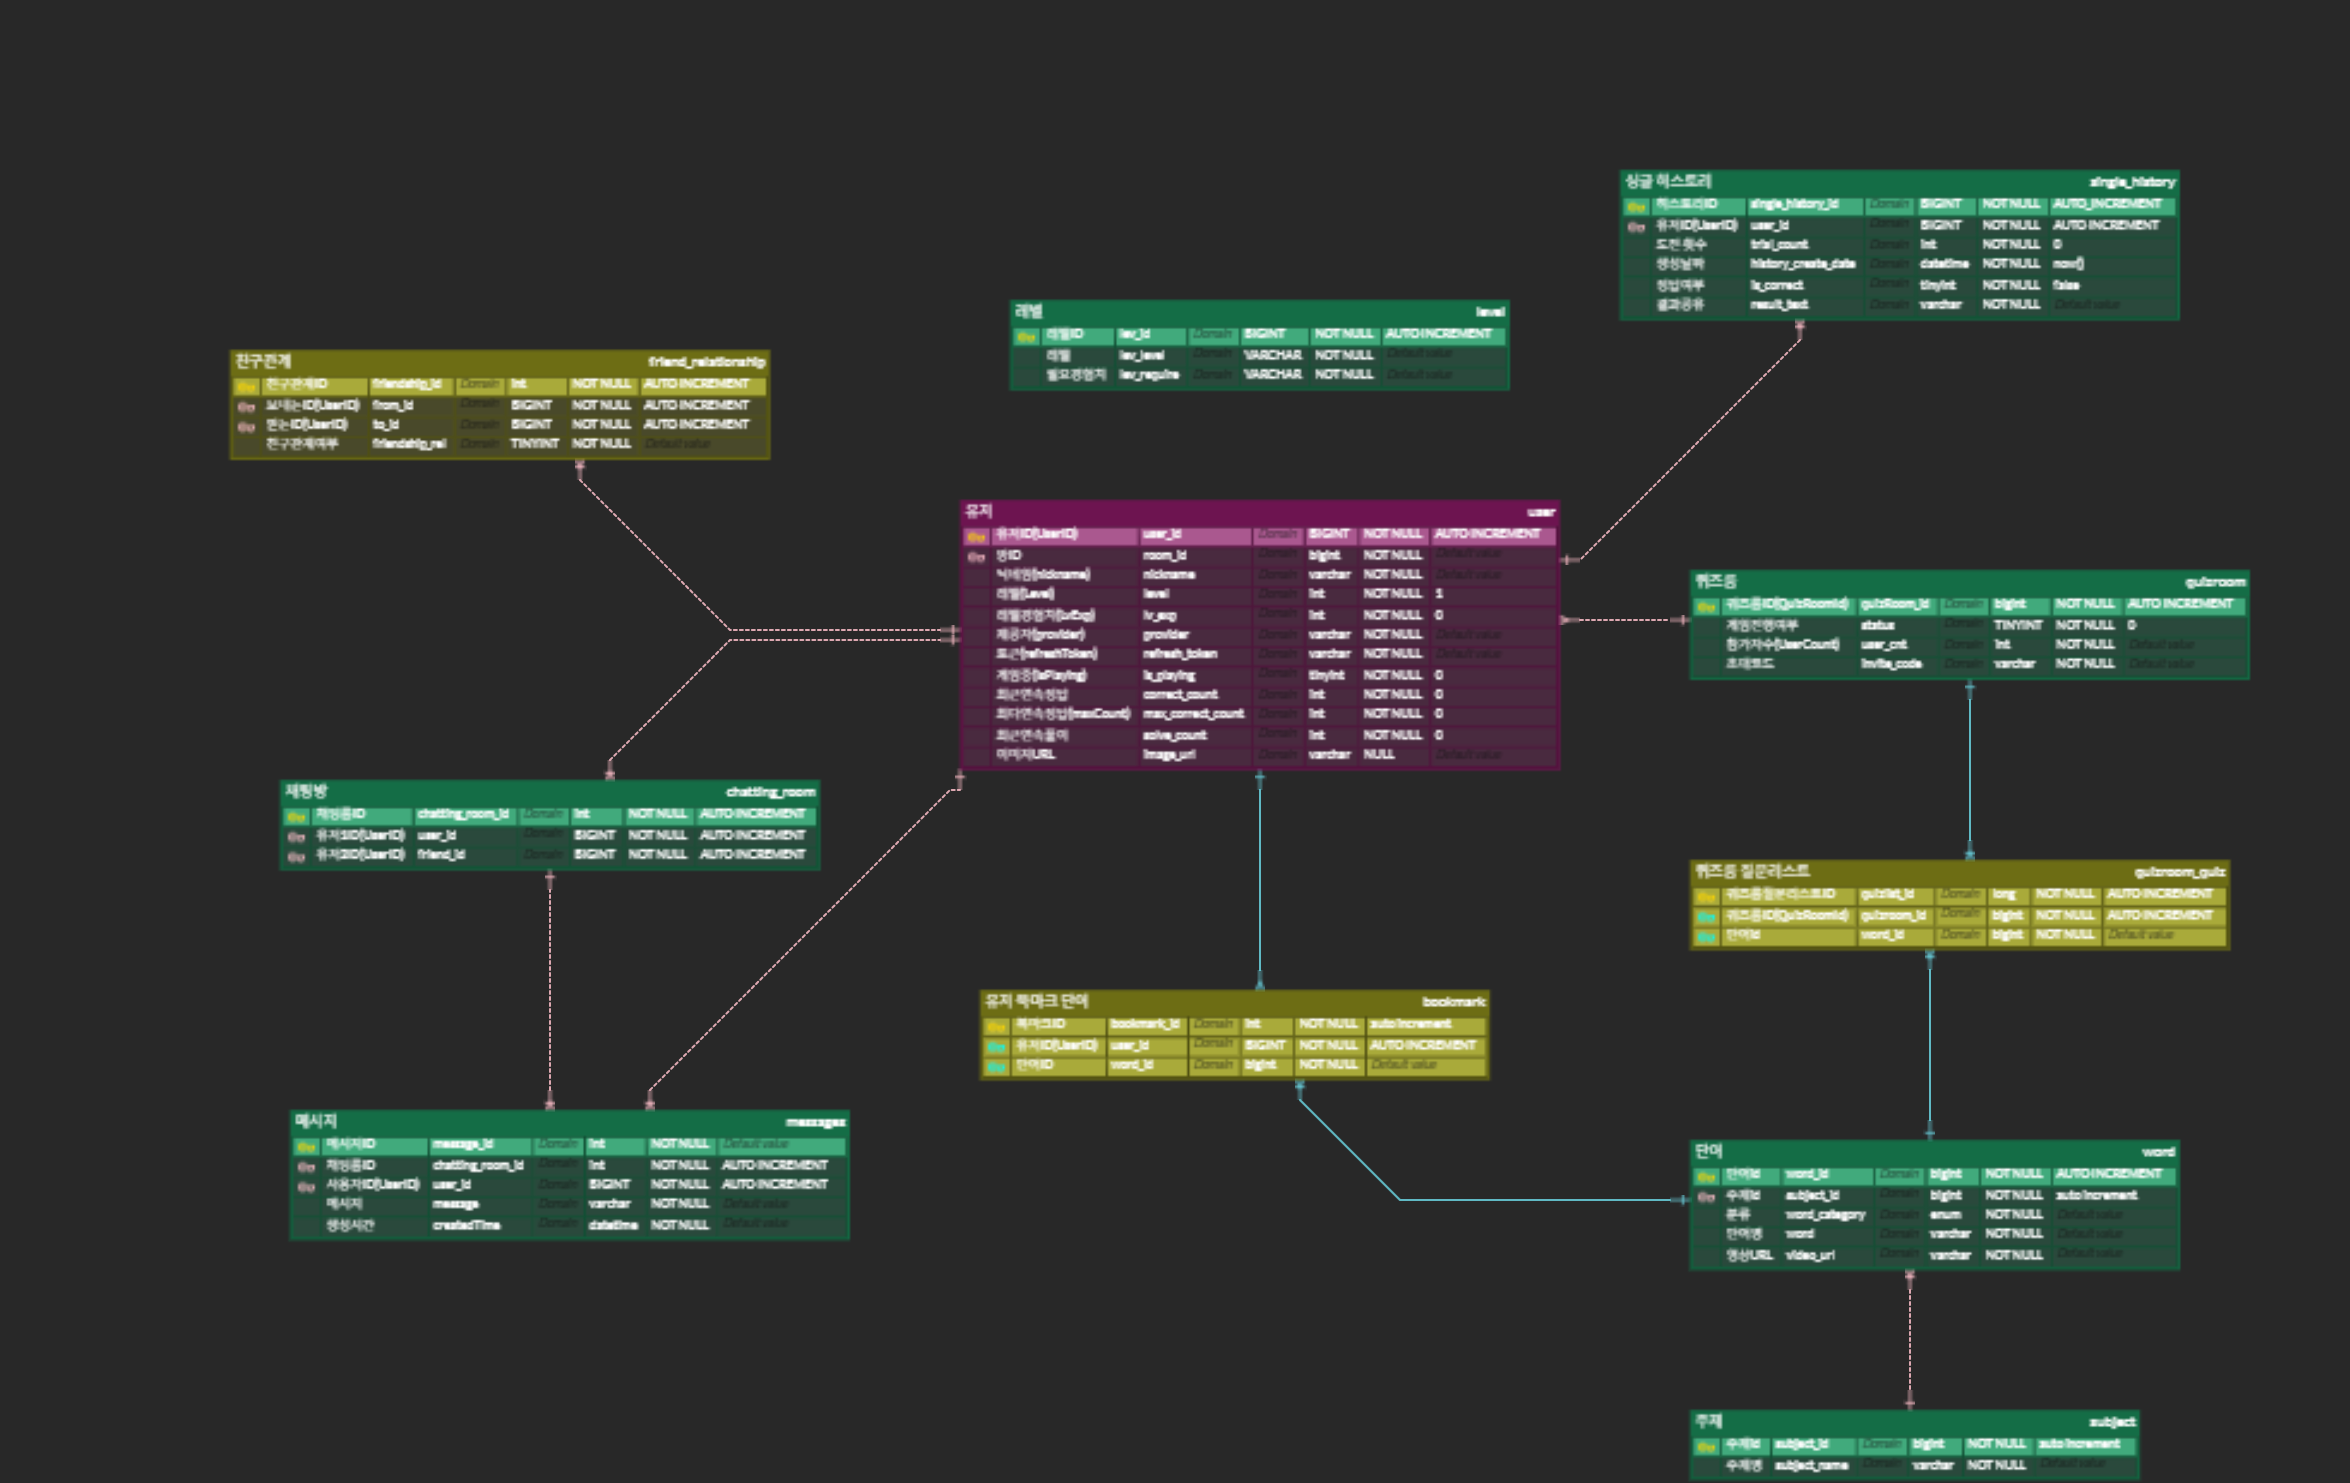 싱글 히스토리 single_history
히스토리ID single_history_id Domain BIGINT NOT NULL AUTO_INCREMENT
유저ID(UserID) user_id Domain BIGINT NOT NULL AUTO INCREMENT
도전 횟수 trial_count Domain int NOT NULL 0
생성날짜 history_create_date Domain datetime NOT NULL now()
정답여부 is_correct Domain tinyint NOT NULL false
결과공유 result_text Domain varchar NOT NULL Default value
레벨 level
레벨ID lev_id Domain BIGINT NOT NULL AUTO INCREMENT
레벨 lev_level Domain VARCHAR NOT NULL Default value
필요경험치 lev_require Domain VARCHAR NOT NULL Default value
친구관계 friend_relationship
친구관계ID friendship_id Domain int NOT NULL AUTO INCREMENT
보내는ID(UserID) from_id Domain BIGINT NOT NULL AUTO INCREMENT
받는ID(UserID) to_id Domain BIGINT NOT NULL AUTO INCREMENT
친구관계여부 friendship_rel Domain TINYINT NOT NULL Default value
유저 user
유저ID(UserID) user_id Domain BIGINT NOT NULL AUTO INCREMENT
방ID room_id Domain bigint NOT NULL Default value
닉네임(nickname) nickname Domain varchar NOT NULL Default value
레벨(Level) level Domain int NOT NULL 1
레벨경험치(lvExp) lv_exp Domain int NOT NULL 0
제공자(provider) provider Domain varchar NOT NULL Default value
토큰(refreshToken) refresh_token Domain varchar NOT NULL Default value
게임중(isPlaying) is_playing Domain tinyint NOT NULL 0
최근연속정답 correct_count Domain int NOT NULL 0
최다연속정답(maxCount) max_correct_count Domain int NOT NULL 0
최근연속풀이 solve_count Domain int NOT NULL 0
이미지URL image_url Domain varchar NULL Default value
퀴즈룸 quizroom
퀴즈룸ID(QuizRoomId) quizRoom_id Domain bigint NOT NULL AUTO INCREMENT
게임진행여부 status Domain TINYINT NOT NULL 0
참가자수(UserCount) user_cnt Domain int NOT NULL Default value
초대코드 invite_code Domain varchar NOT NULL Default value
채팅방 chatting_room
채팅룸ID chatting_room_id Domain int NOT NULL AUTO INCREMENT
유저1ID(UserID) user_id Domain BIGINT NOT NULL AUTO INCREMENT
유저2ID(UserID) friend_id Domain BIGINT NOT NULL AUTO INCREMENT
퀴즈룸 질문리스트 quizroom_quiz
퀴즈룸질문리스트ID quizlist_id Domain long NOT NULL AUTO INCREMENT
퀴즈룸ID(QuizRoomId) quizroom_id Domain bigint NOT NULL AUTO INCREMENT
단어Id word_id Domain bigint NOT NULL Default value
유저 북마크 단어 bookmark
북마크ID bookmark_id Domain int NOT NULL auto increment
유저ID(UserID) user_id Domain BIGINT NOT NULL AUTO INCREMENT
단어ID word_id Domain bigint NOT NULL Default value
메시지 messages
메시지ID message_id Domain int NOT NULL Default value
채팅룸ID chatting_room_id Domain int NOT NULL AUTO INCREMENT
사용자ID(UserID) user_id Domain BIGINT NOT NULL AUTO INCREMENT
메시지 message Domain varchar NOT NULL Default value
생성시간 createdTime Domain datetime NOT NULL Default value
단어 word
단어Id word_id Domain bigint NOT NULL AUTO INCREMENT
주제Id subject_id Domain bigint NOT NULL auto increment
분류 word_category Domain enum NOT NULL Default value
단어명 word Domain varchar NOT NULL Default value
영상URL video_url Domain varchar NOT NULL Default value
주제 subject
주제Id subject_id Domain bigint NOT NULL auto increment
주제명 subject_name Domain varchar NOT NULL Default value